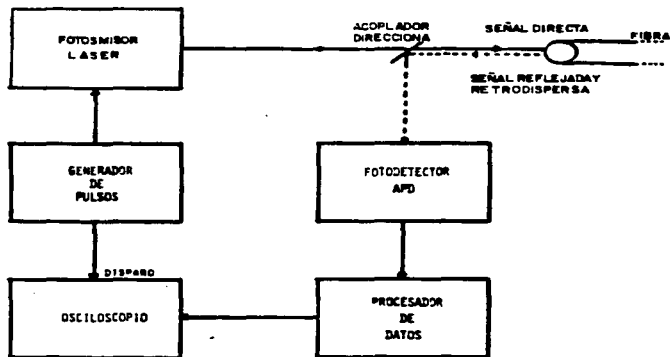 FOTOSMISOR
LASER
ACOPLADOR
DIRECCIONA
SEÑAL DIRECTA
FIBRA
SEÑAL REFLEJADA Y
RETRODISPERSA
GENERADOR
DE
PULSOS
FOTODETECTOR
APD
DISPARO
OSCILOSCOPIO
PROCESADOR
DE
DATOS